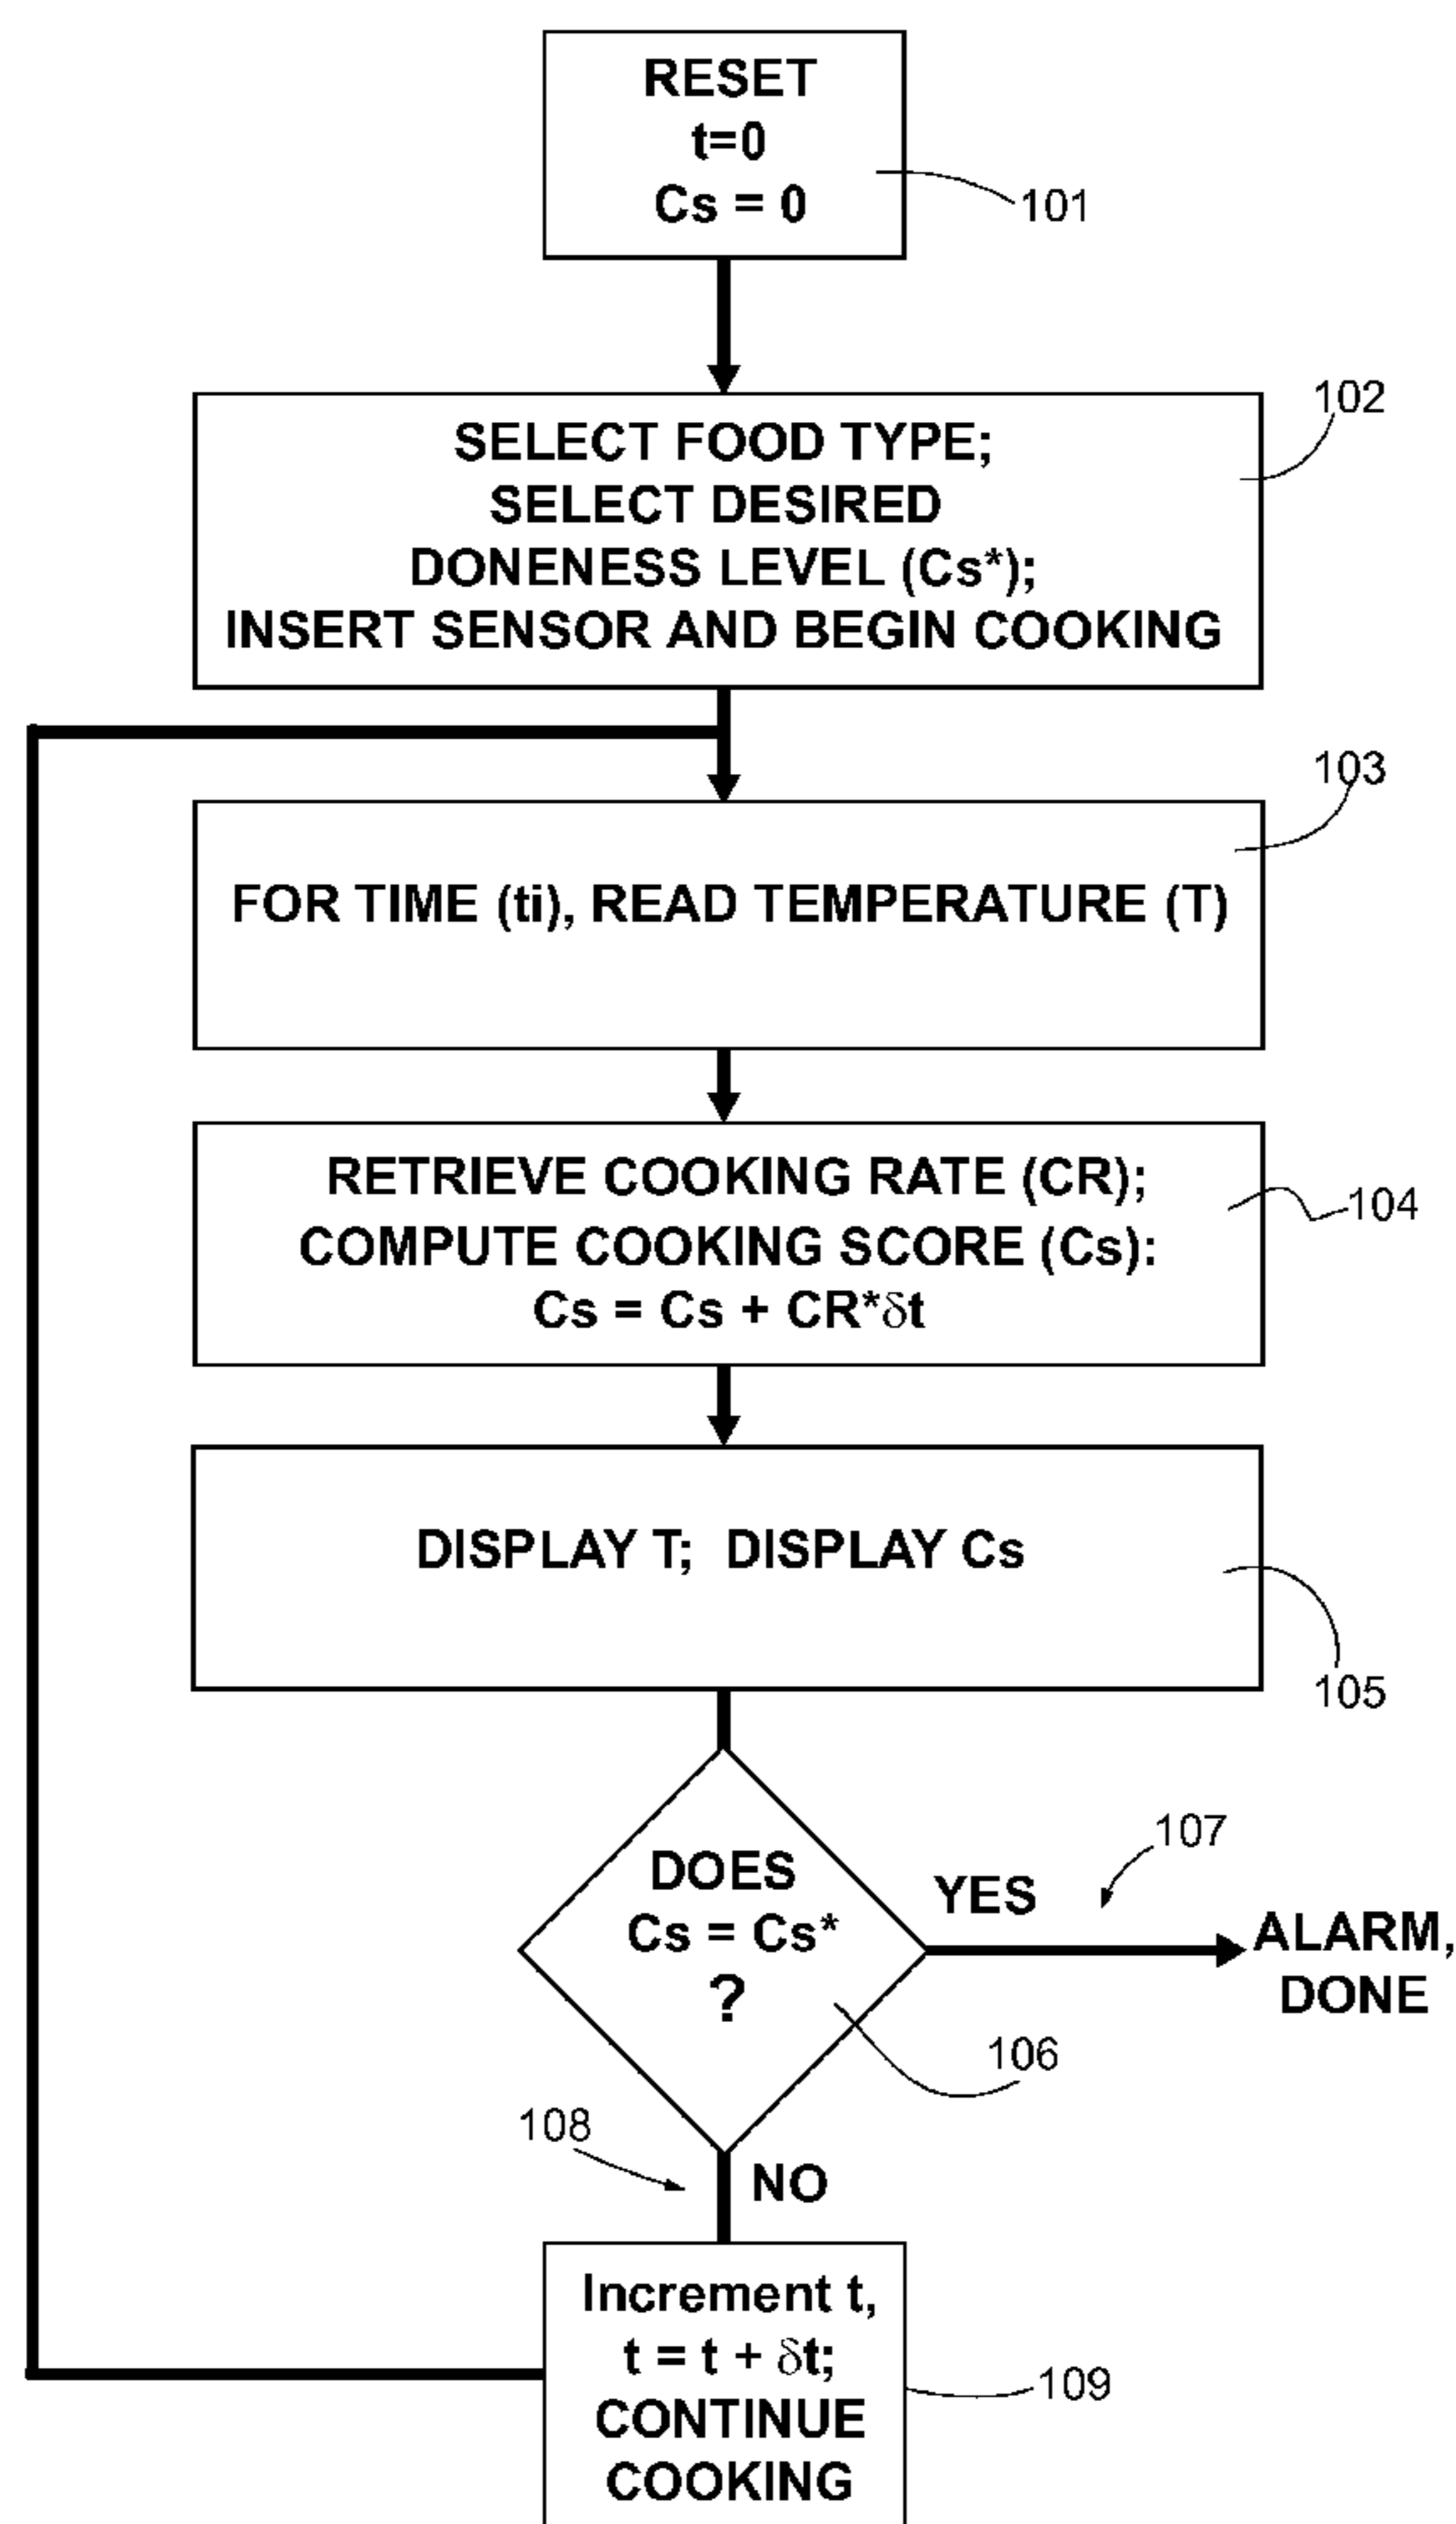 RESET
t=0
Cs = 0
101
102
SELECT FOOD TYPE;
SELECT DESIRED
DONENESS LEVEL (Cs*);
INSERT SENSOR AND BEGIN COOKING
103
FOR TIME (ti), READ TEMPERATURE (T)
RETRIEVE COOKING RATE (CR);
COMPUTE COOKING SCORE (Cs):
Cs = Cs + CR*δt
104
DISPLAY T; DISPLAY Cs
105
DOES
Cs = Cs*
?
106
YES
107
ALARM,
DONE
108
NO
Increment t,
t = t + δt;
CONTINUE
COOKING
109